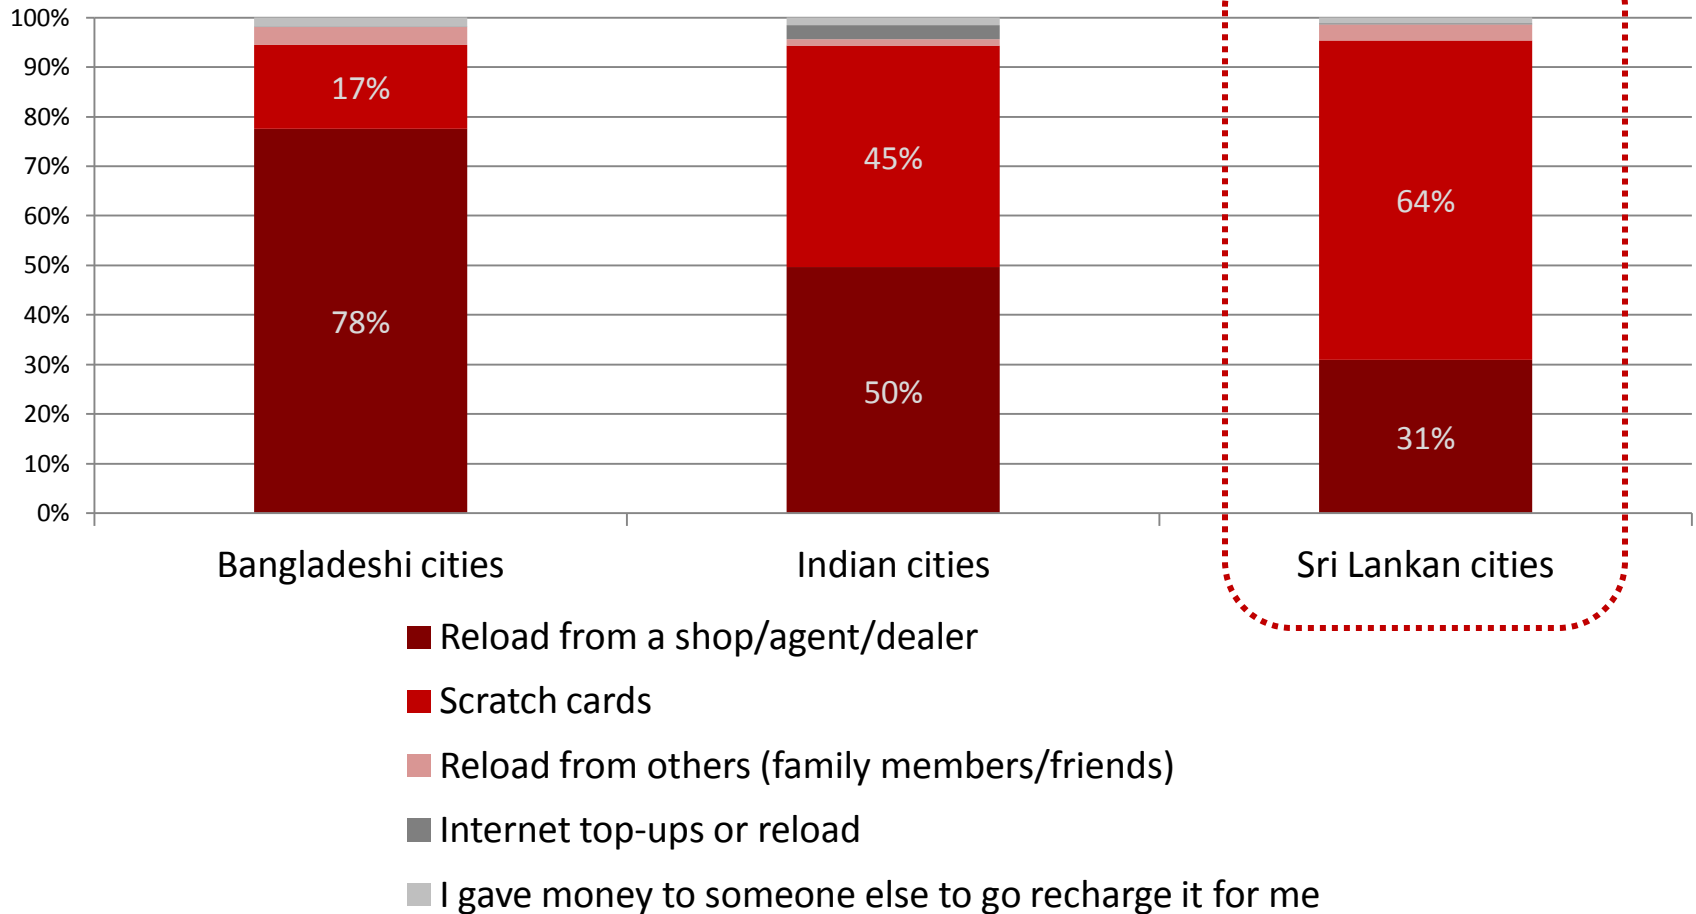 100%
90%
80%
70%
60%
50%
40%
30%
20%
10%
0%
17%
78%
45%
50%
64%
31%
Bangladeshi cities
Indian cities
Sri Lankan cities
Reload from a shop/agent/dealer
Scratch cards
Reload from others (family members/friends)
Internet top-ups or reload
I gave money to someone else to go recharge it for me